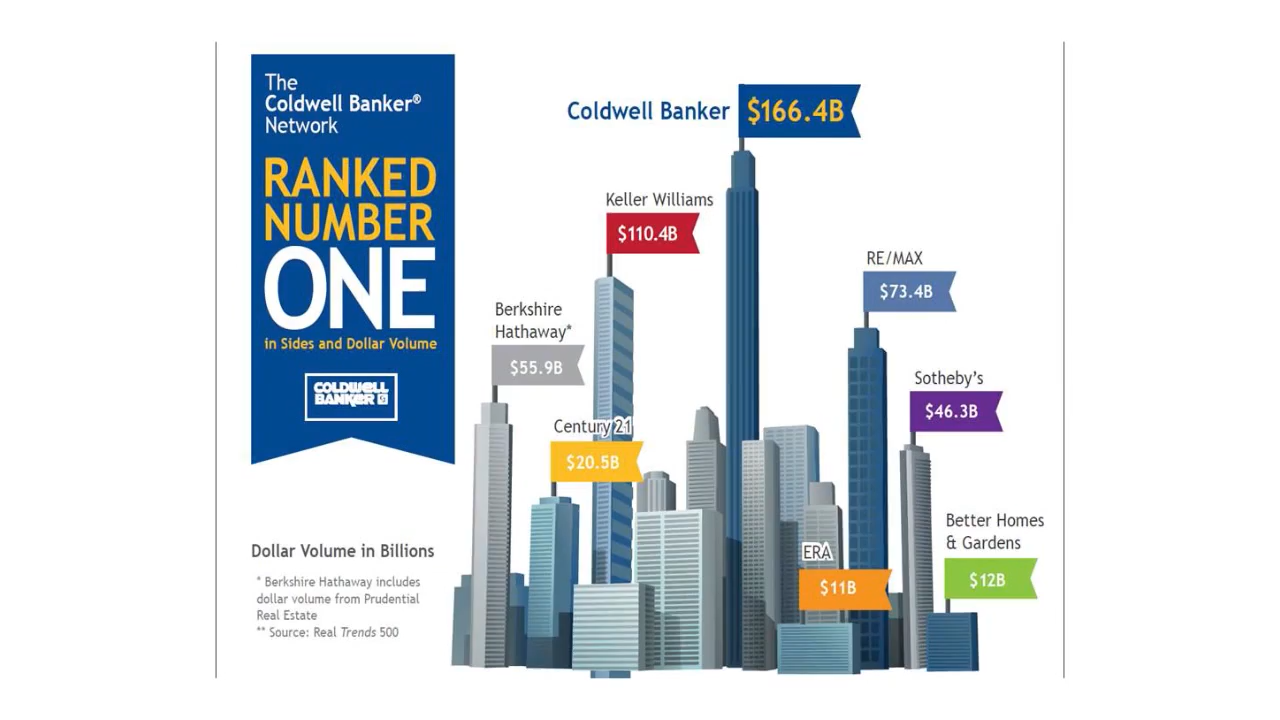 The
Coldwell Banker®
Network
RANKED
NUMBER
ONE
in Sides and Dollar Volume
COLDWELL
BANKER
Coldwell Banker
$166.4B
Keller Williams
$110.4B
RE/MAX
$73.4B
Berkshire
Hathaway*
$55.9B
Sotheby's
$46.3B
Century 21
$20.5B
Better Homes
& Gardens
$12B
ERA
$11B
Dollar Volume in Billions
* Berkshire Hathaway includes
dollar volume from Prudential
Real Estate
** Source: Real Trends 500